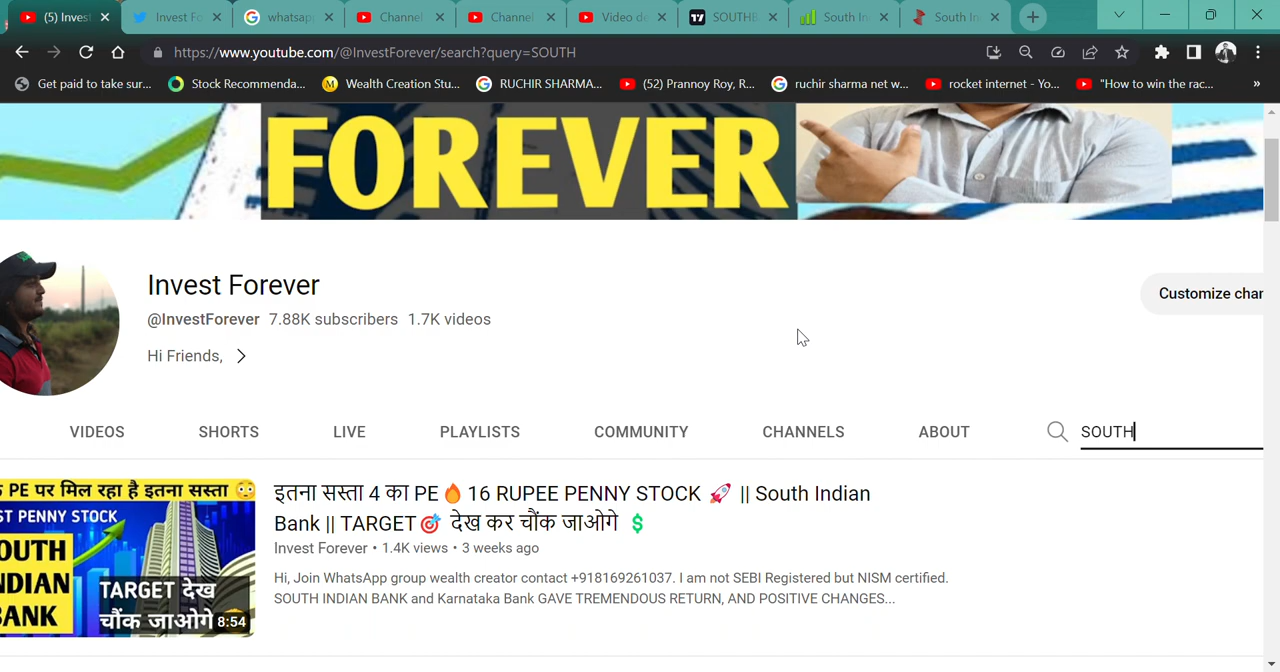 (5) Invest
Invest Fo
whatsap
Channel
Channel
Video de
SOUTHB
South In
South In
https://www.youtube.com/@InvestForever/search?query=SOUTH
Get paid to take sur...
Stock Recommenda...
Wealth Creation Stu...
RUCHIR SHARMA...
(52) Prannoy Roy, R...
ruchir sharma net w...
rocket internet - Yo...
"How to win the rac...
»
FOREVER
Invest Forever
@InvestForever 7.88K subscribers 1.7K videos
Hi Friends,
Customize char
VIDEOS
SHORTS
LIVE
PLAYLISTS
COMMUNITY
CHANNELS
ABOUT
SOUTH
PE पर मिल रहा है इतना सस्ता 😳
ST PENNY STOCK
OUTH
NDIAN
ANK
TARGET देख
चौंक जाओगे
8:54
इतना सस्ता 4 का PE🔥 16 RUPEE PENNY STOCK 🚀 || South Indian
Bank || TARGET🎯 देख कर चौंक जाओगे 💲
Invest Forever • 1.4K views • 3 weeks ago
Hi, Join WhatsApp group wealth creator contact +918169261037. I am not SEBI Registered but NISM certified.
SOUTH INDIAN BANK and Karnataka Bank GAVE TREMENDOUS RETURN, AND POSITIVE CHANGES...